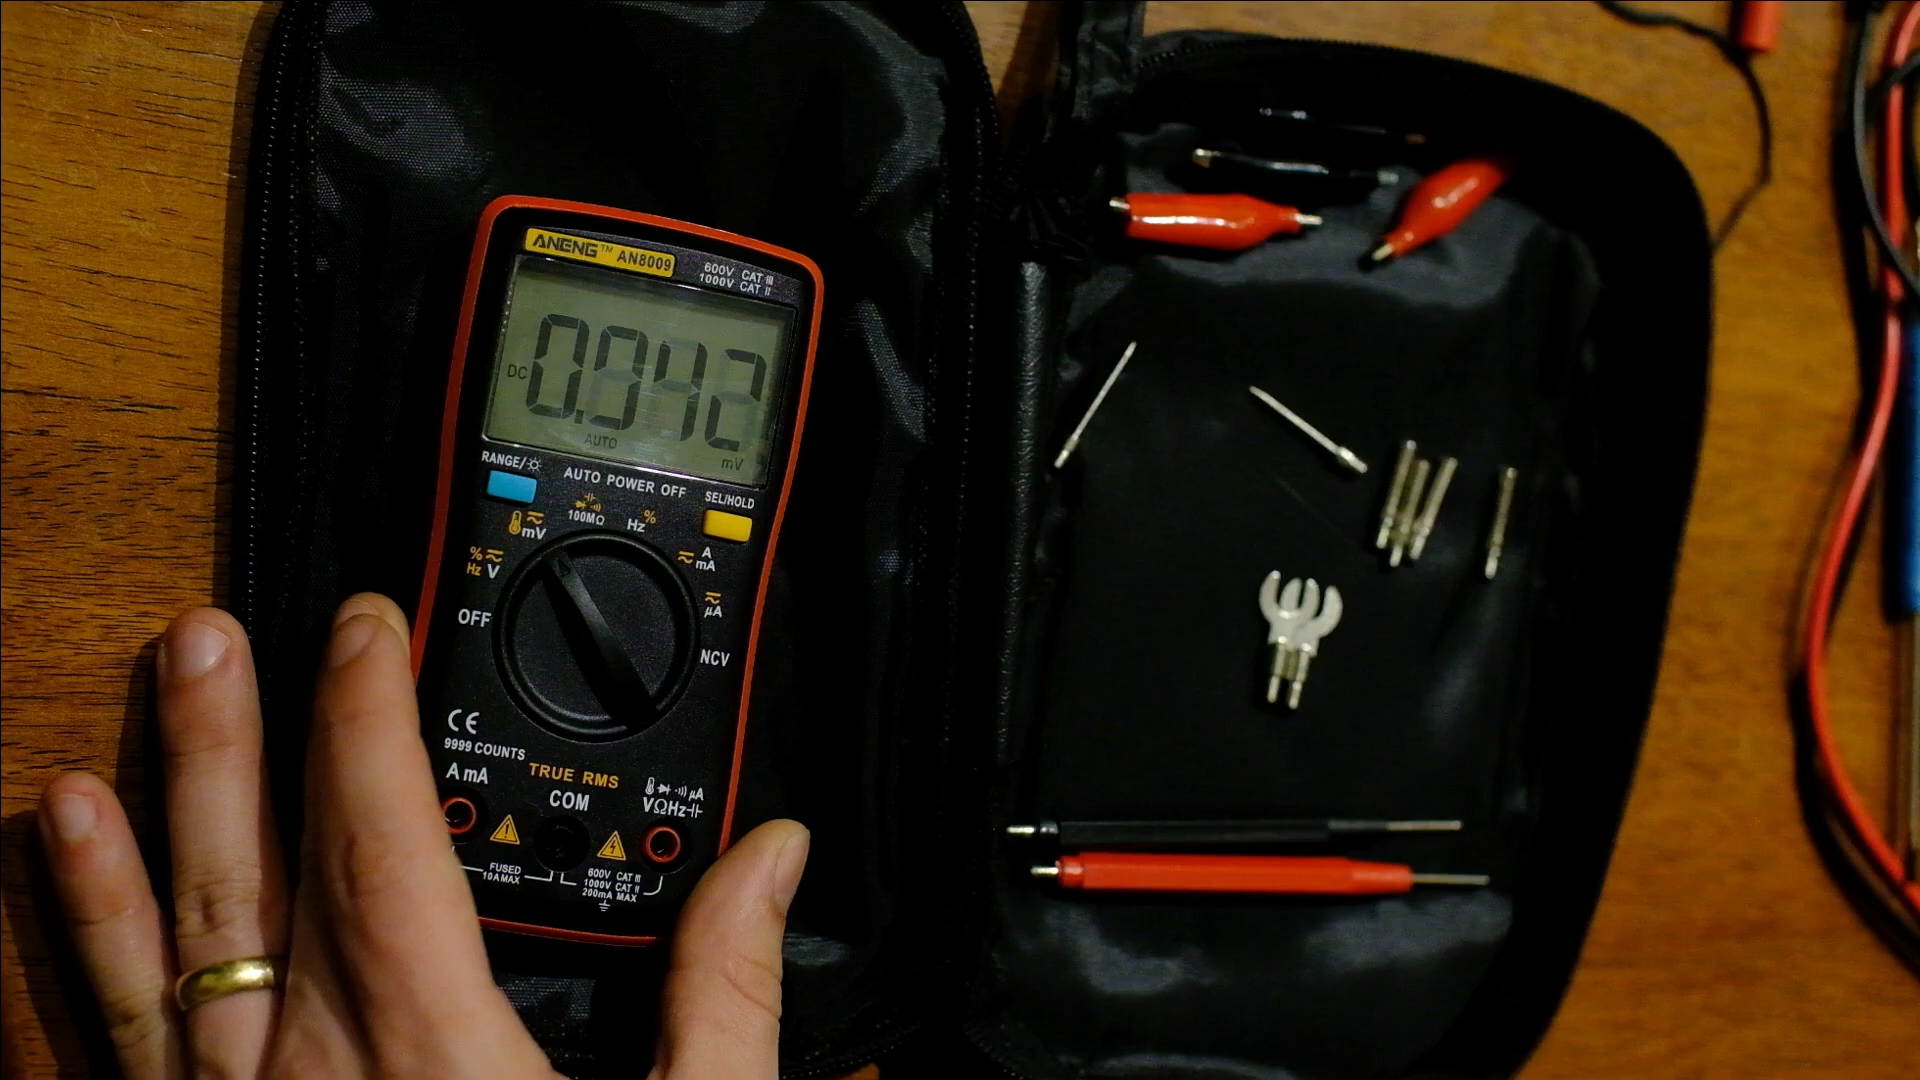 ANENG™ AN8009
600V CAT III
1000V CAT II
DC 0.942
AUTO
mV
RANGE/
AUTO POWER OFF
SEL/HOLD
mV
100MΩ
Hz %
A
mA
% Hz V
μA
OFF
NCV
CE
9999 COUNTS
TRUE RMS
A mA
COM
μA
VΩHz
FUSED
10A MAX
600V CAT III
1000V CAT II
200mA MAX